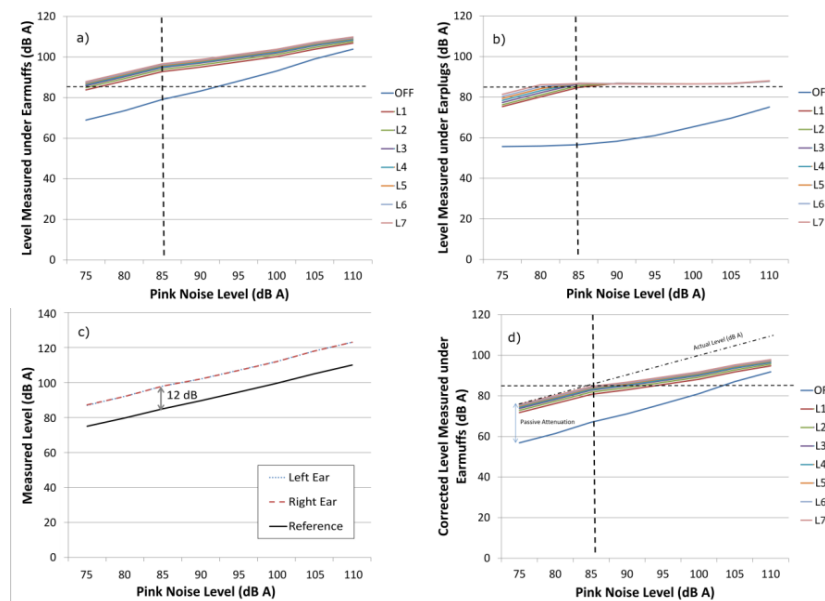 a)
Level Measured under Earmuffs (dB A)
120
100
80
60
40
20
0
75 80 85 90 95 100 105 110
Pink Noise Level (dB A)
OFF
L1
L2
L3
L4
L5
L6
L7
b)
Level Measured under Earplugs (dB A)
120
100
80
60
40
20
0
75 80 85 90 95 100 105 110
Pink Noise Level (dB A)
OF
L1
L2
L3
L4
L5
L6
L7
c)
Measured Level (dB A)
140
120
100
80
60
40
20
0
12 dB
Left Ear
Right Ear
Reference
75 80 85 90 95 100 105 110
Pink Noise Level (dB A)
d)
Corrected Level Measured under
Earmuffs (dB A)
120
100
80
60
40
20
0
Actual Level (dB A)
Passive Attenuation
75 80 85 90 95 100 105 110
Pink Noise Level (dB A)
OF
L1
L2
L3
L4
L5
L6
L7